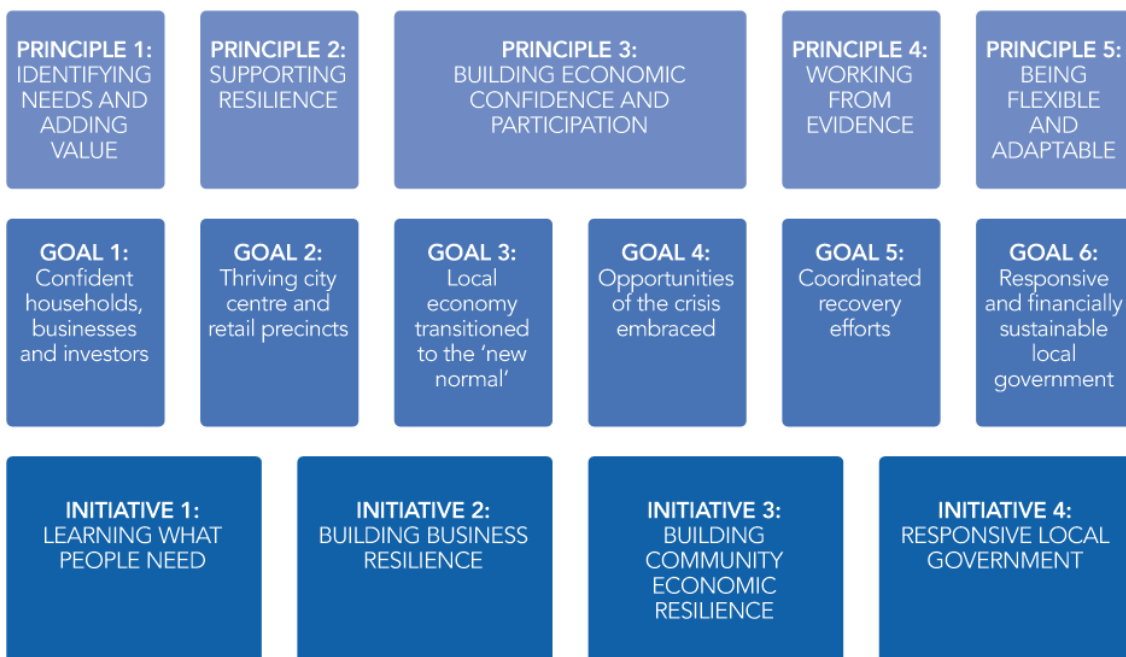 PRINCIPLE 1:
IDENTIFYING
NEEDS AND
ADDING
VALUE
PRINCIPLE 2:
SUPPORTING
RESILIENCE
PRINCIPLE 3:
BUILDING ECONOMIC
CONFIDENCE AND
PARTICIPATION
PRINCIPLE 4:
WORKING
FROM
EVIDENCE
PRINCIPLE 5:
BEING
FLEXIBLE
AND
ADAPTABLE
GOAL 1:
Confident
households,
businesses
and investors
GOAL 2:
Thriving city
centre and
retail precincts
GOAL 3:
Local
economy
transitioned
to the ‘new
normal’
GOAL 4:
Opportunities
of the crisis
embraced
GOAL 5:
Coordinated
recovery
efforts
GOAL 6:
Responsive
and financially
sustainable
local
government
INITIATIVE 1:
LEARNING WHAT
PEOPLE NEED
INITIATIVE 2:
BUILDING BUSINESS
RESILIENCE
INITIATIVE 3:
BUILDING
COMMUNITY
ECONOMIC
RESILIENCE
INITIATIVE 4:
RESPONSIVE LOCAL
GOVERNMENT